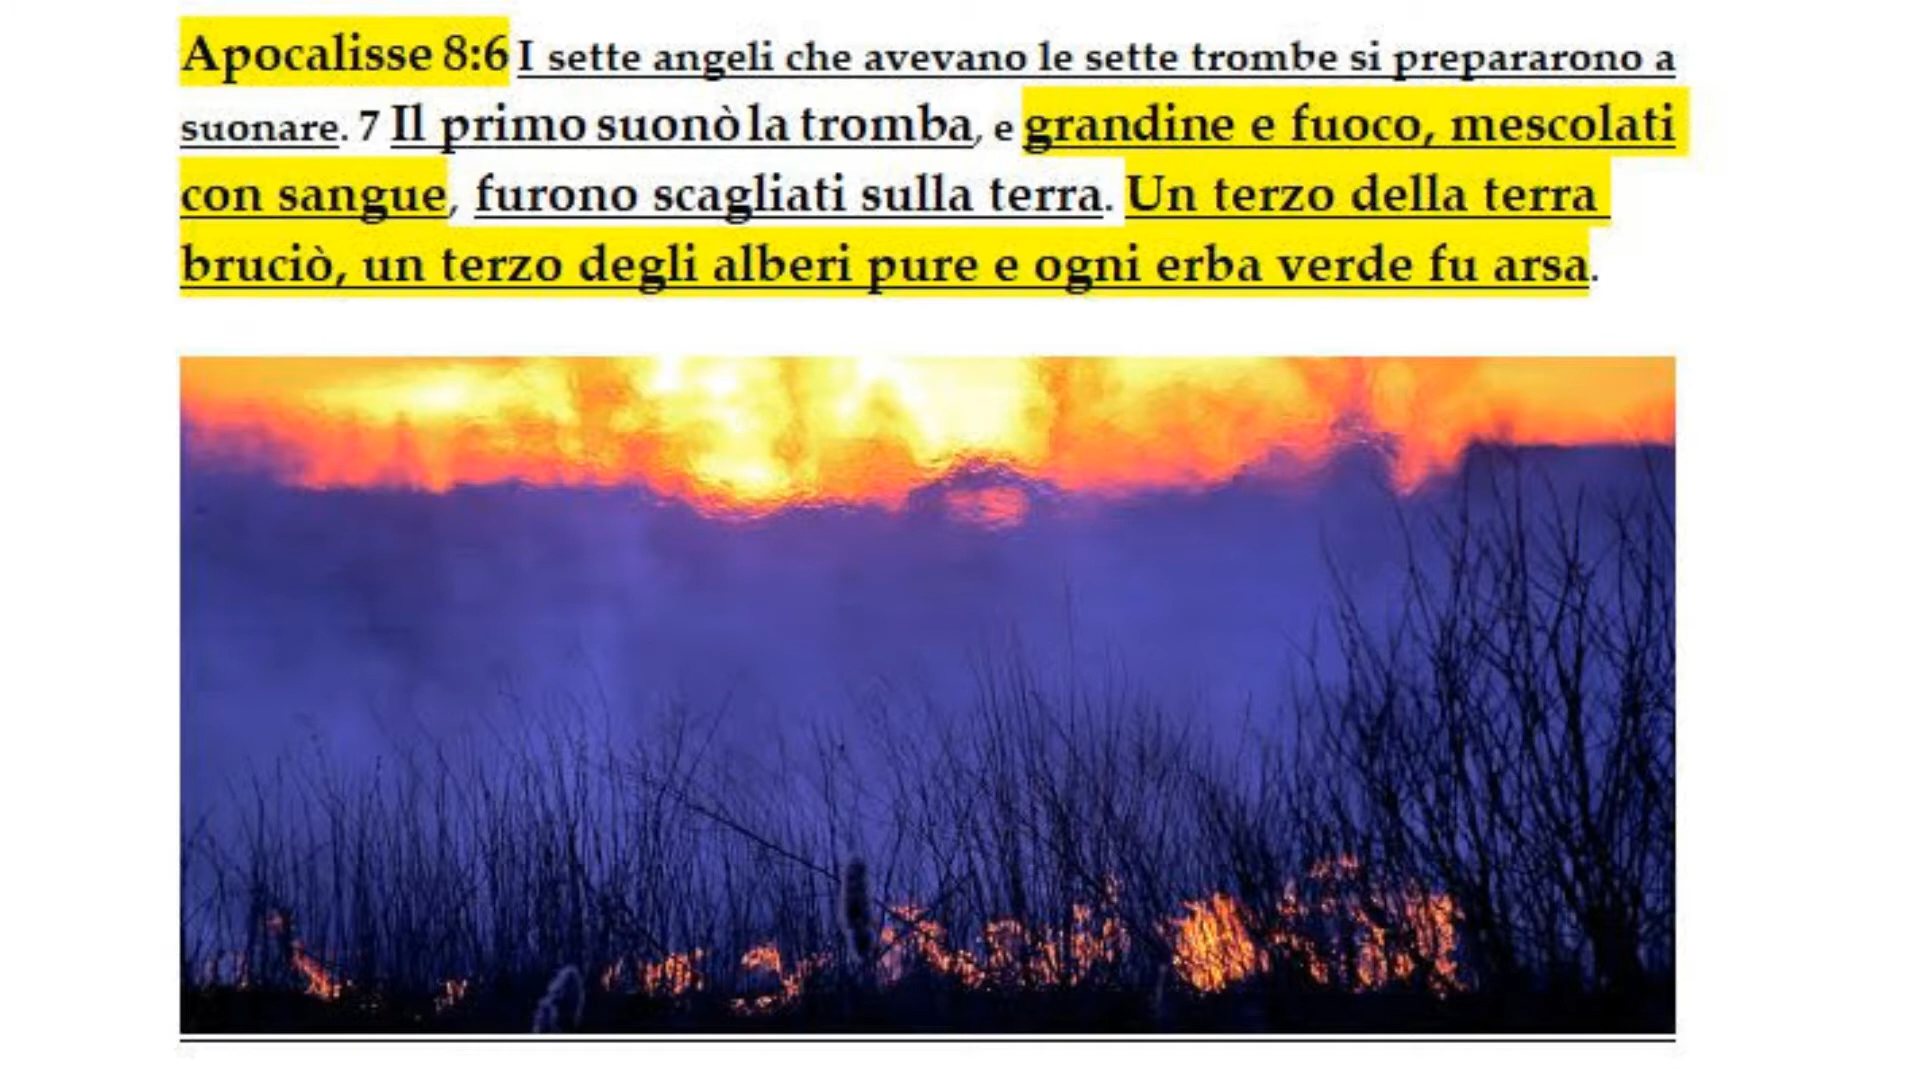 Apocalisse 8:6 I sette angeli che avevano le sette trombe si prepararono a
suonare. 7 Il primo suonò la tromba, e grandine e fuoco, mescolati
con sangue, furono scagliati sulla terra. Un terzo della terra
bruciò, un terzo degli alberi pure e ogni erba verde fu arsa.